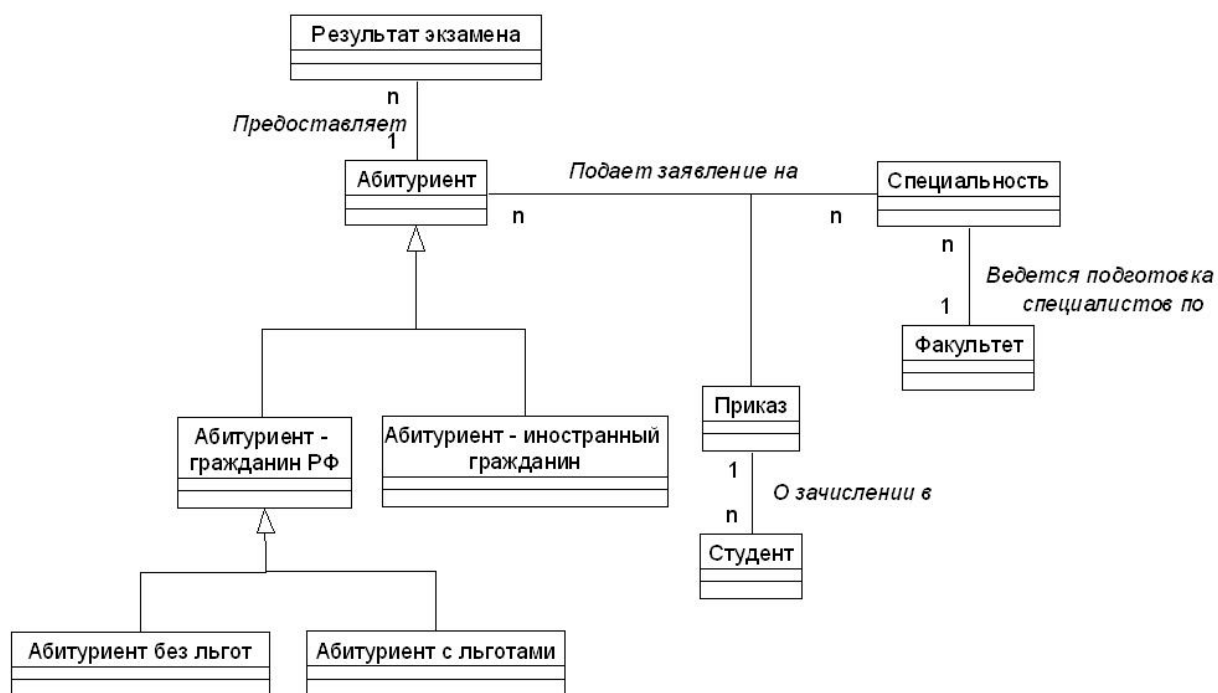 Результат экзамена
n
Предоставляет
1
Абитуриент
Подает заявление на
Специальность
n
n
n
Ведется подготовка
специалистов по
1
Факультет
Приказ
Абитуриент -
гражданин РФ
Абитуриент - иностранный
гражданин
1
О зачислении в
n
Студент
Абитуриент без льгот
Абитуриент с льготами